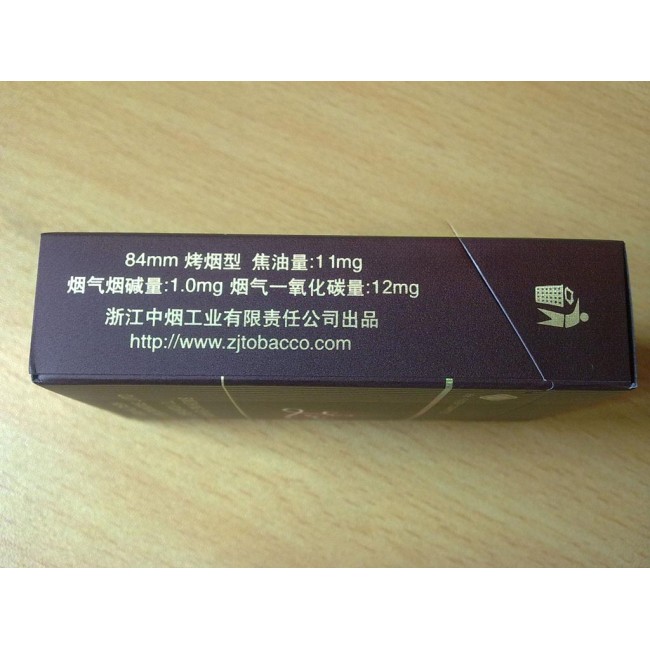 84mm 烤烟型 焦油量:11mg
烟气烟碱量:1.0mg 烟气一氧化碳量:12mg
浙江中烟工业有限责任公司出品
http://www.zjtobacco.com